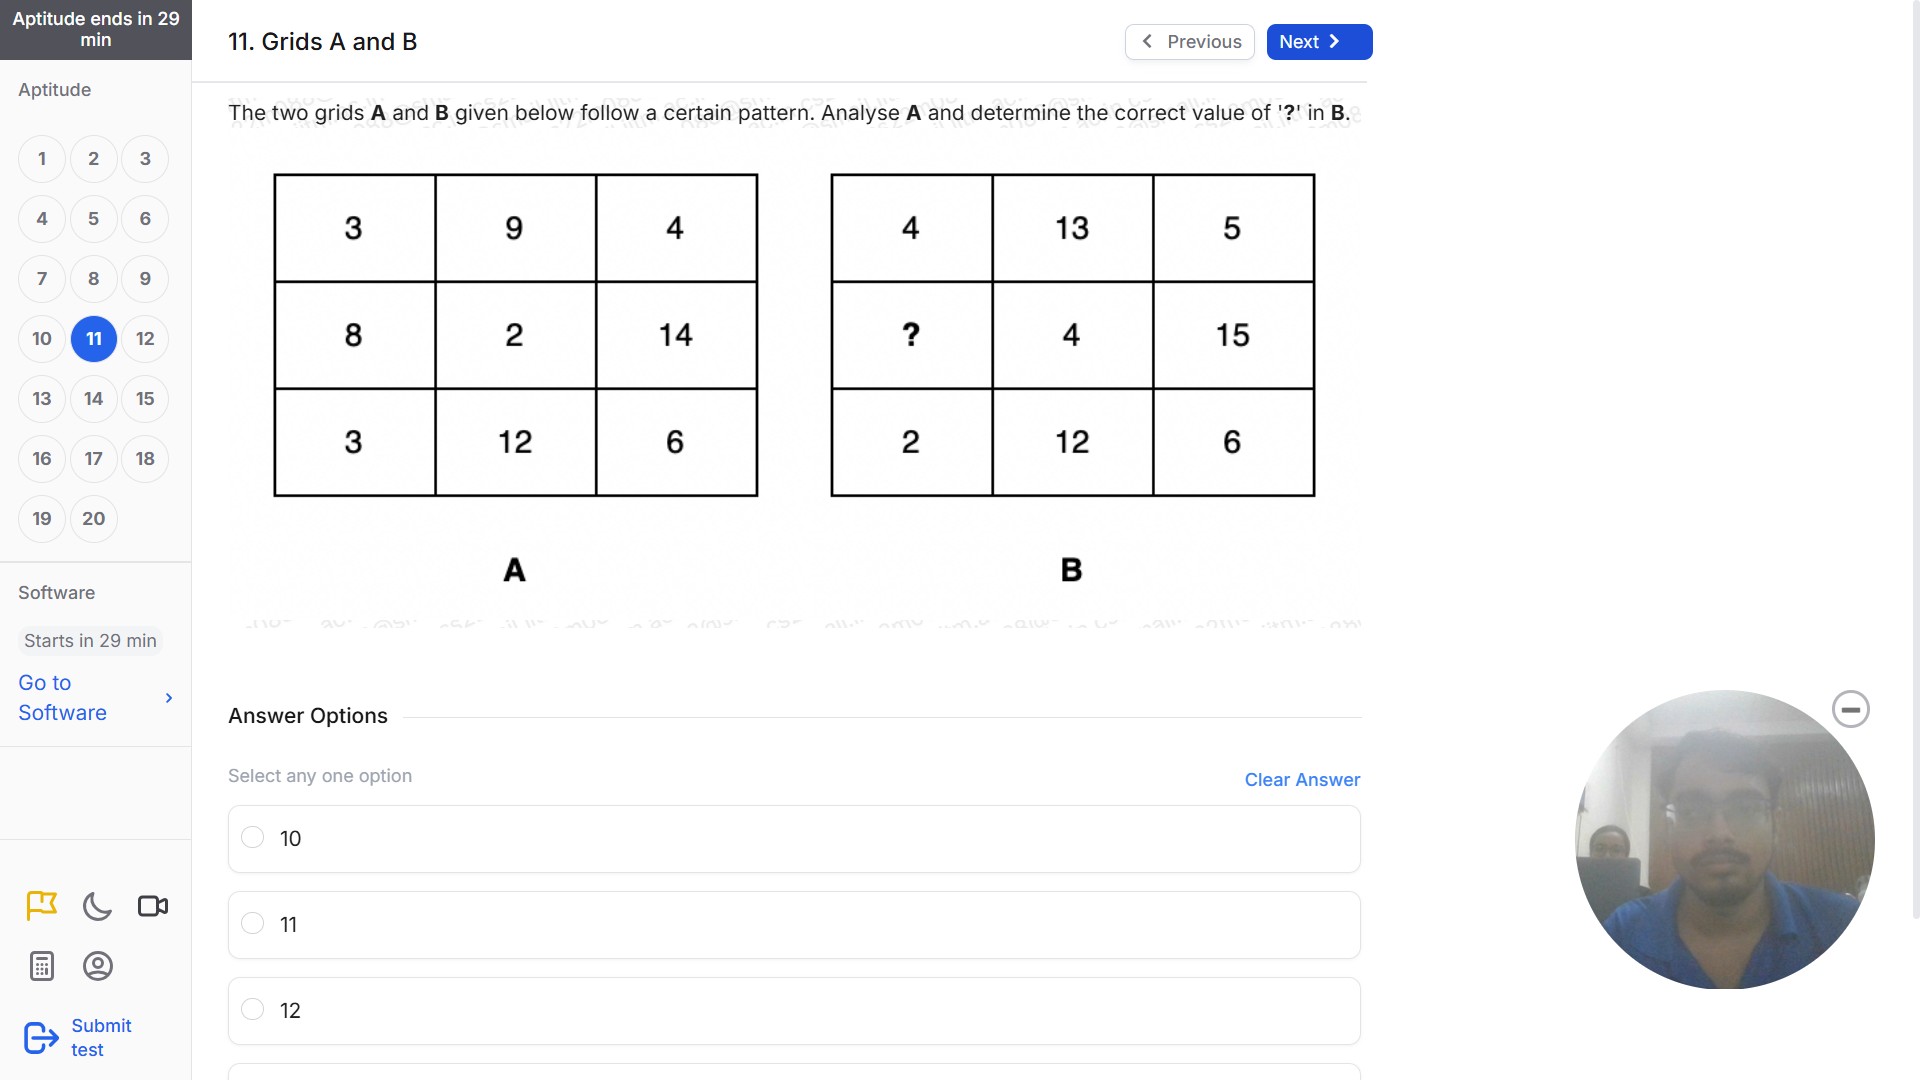 Aptitude ends in 29
min
Aptitude
1 2 3
4 5 6
7 8 9
10 11 12
13 14 15
16 17 18
19 20
Software
Starts in 29 min
Go to
Software
Submit
test
11. Grids A and B
Previous
Next
The two grids A and B given below follow a certain pattern. Analyse A and determine the correct value of '?' in B.
3 9 4
8 2 14
3 12 6
A
4 13 5
? 4 15
2 12 6
B
Answer Options
Select any one option
Clear Answer
10
11
12